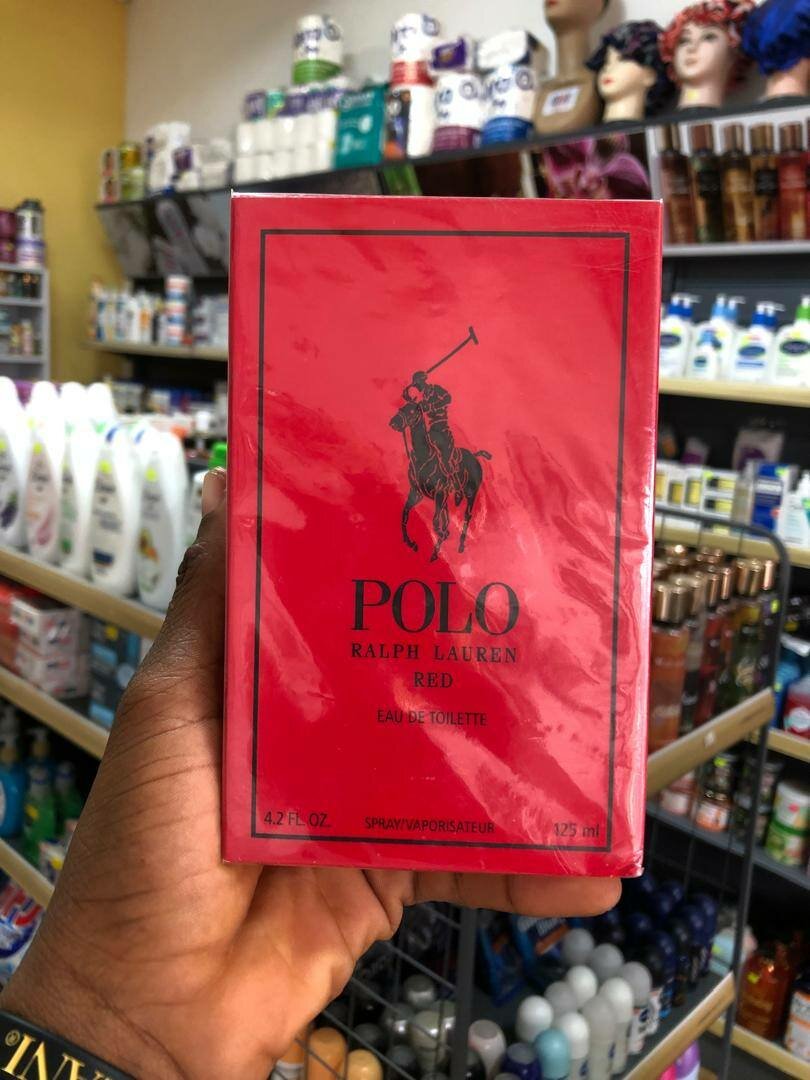 POLO
RALPH LAUREN
RED
EAU DE TOILETTE
4.2 FL. OZ. SPRAY/VAPORISATEUR 125 ml